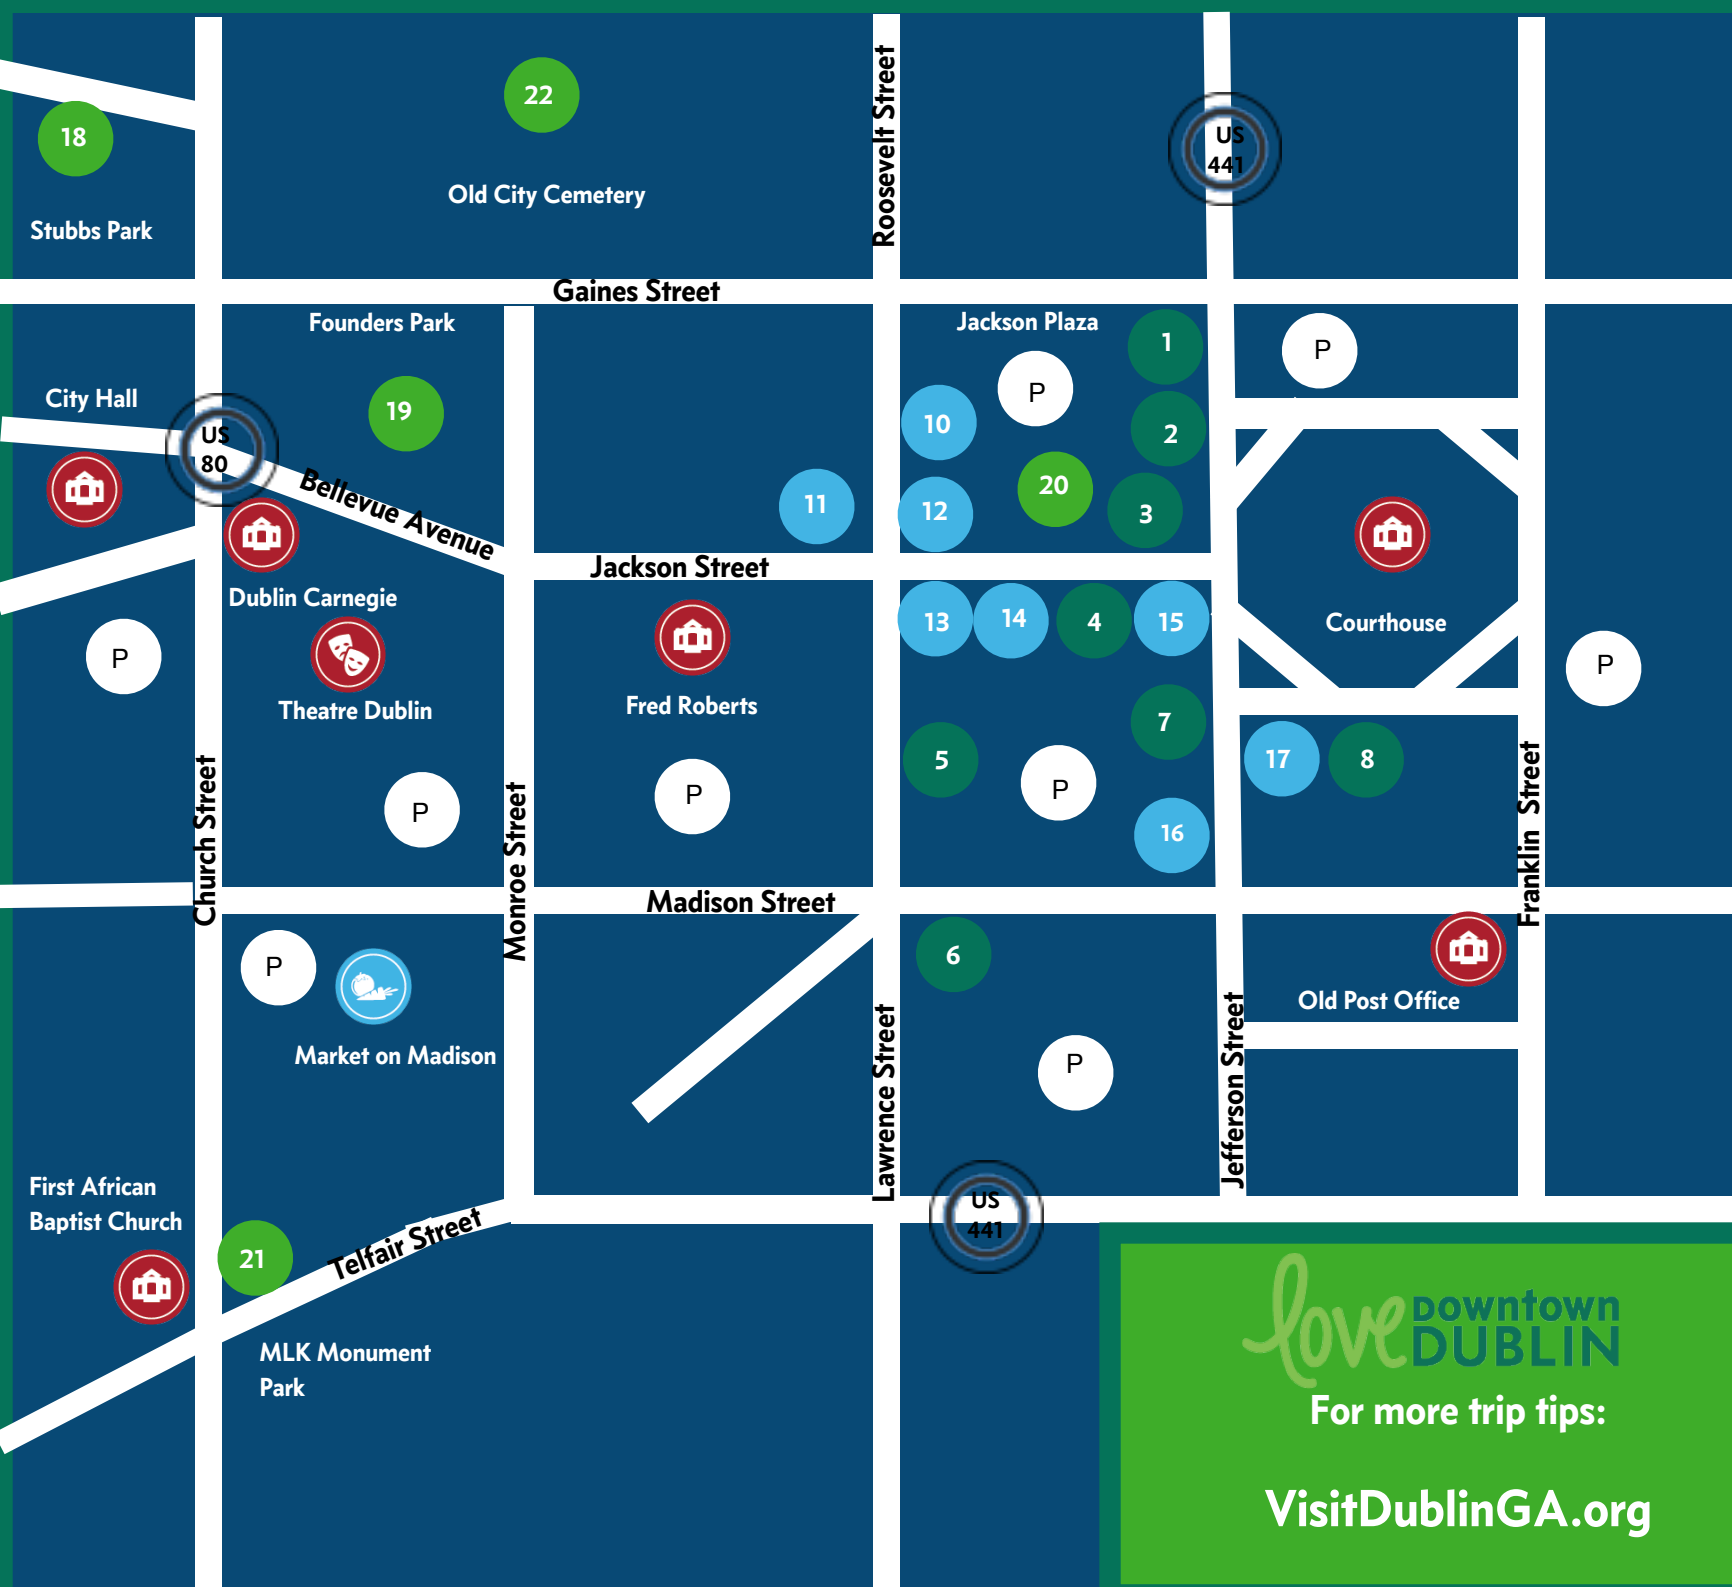 22
18
Roosevelt Street
US
441
Old City Cemetery
Stubbs Park
Gaines Street
Founders Park
Jackson Plaza
1
P
P
City Hall
19
10
2
US
80
Bellevue Avenue
11
20
12
3
Jackson Street
Dublin Carnegie
13
14
4
15
Courthouse
P
P
Theatre Dublin
Fred Roberts
7
5
17
8
P
P
P
16
Church Street
Monroe Street
Franklin Street
Madison Street
6
P
Market on Madison
Old Post Office
P
Lawrence Street
Jefferson Street
First African
Baptist Church
US
441
21
Telfair Street
MLK Monument
Park
love DOWNTOWN
DUBLIN
For more trip tips:
VisitDublinGA.org